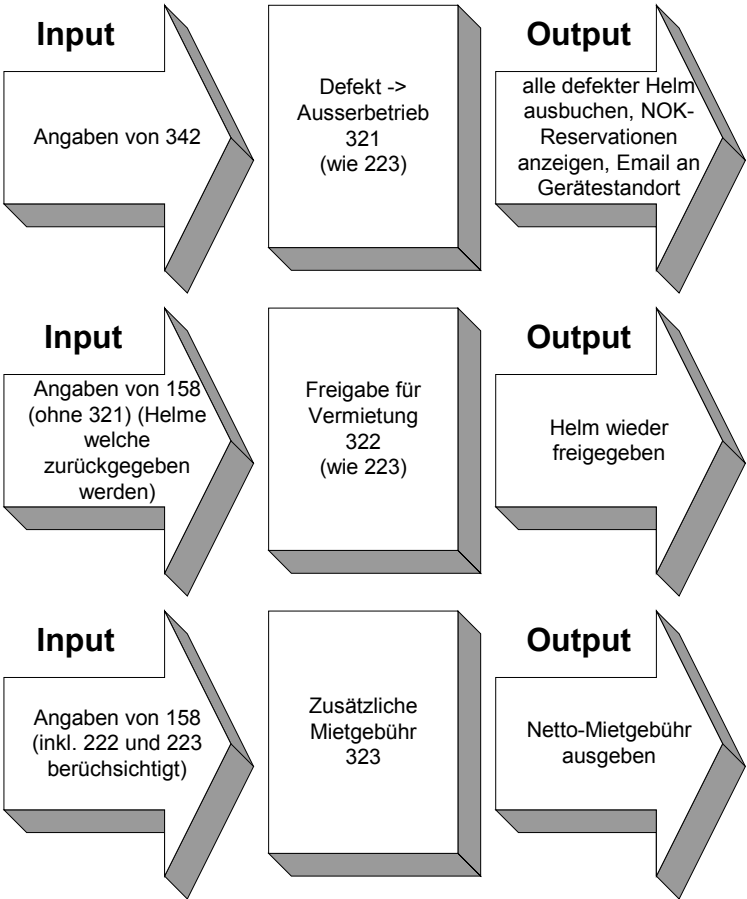 Input
Angaben von 342
Defekt ->
Ausserbetrieb
321
(wie 223)
Output
alle defekter Helm
ausbuchen, NOK-
Reservationen
anzeigen, Email an
Gerätestandort
Input
Angaben von 158
(ohne 321) (Helme
welche
zurückgegeben
werden)
Freigabe für
Vermietung
322
(wie 223)
Output
Helm wieder
freigegeben
Input
Angaben von 158
(inkl. 222 und 223
berüchsichtigt)
Zusätzliche
Mietgebühr
323
Output
Netto-Mietgebühr
ausgeben